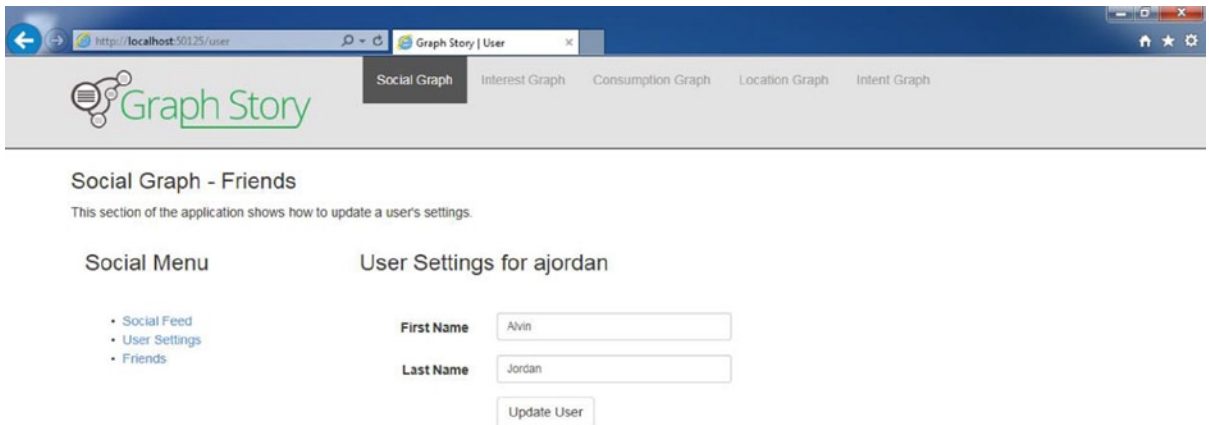 http://localhost:50125/user
Graph Story | User
Graph Story
Social Graph Interest Graph Consumption Graph Location Graph Intent Graph
Social Graph - Friends
This section of the application shows how to update a user's settings.
Social Menu
• Social Feed
• User Settings
• Friends
User Settings for ajordan
First Name Alvin
Last Name Jordan
Update User